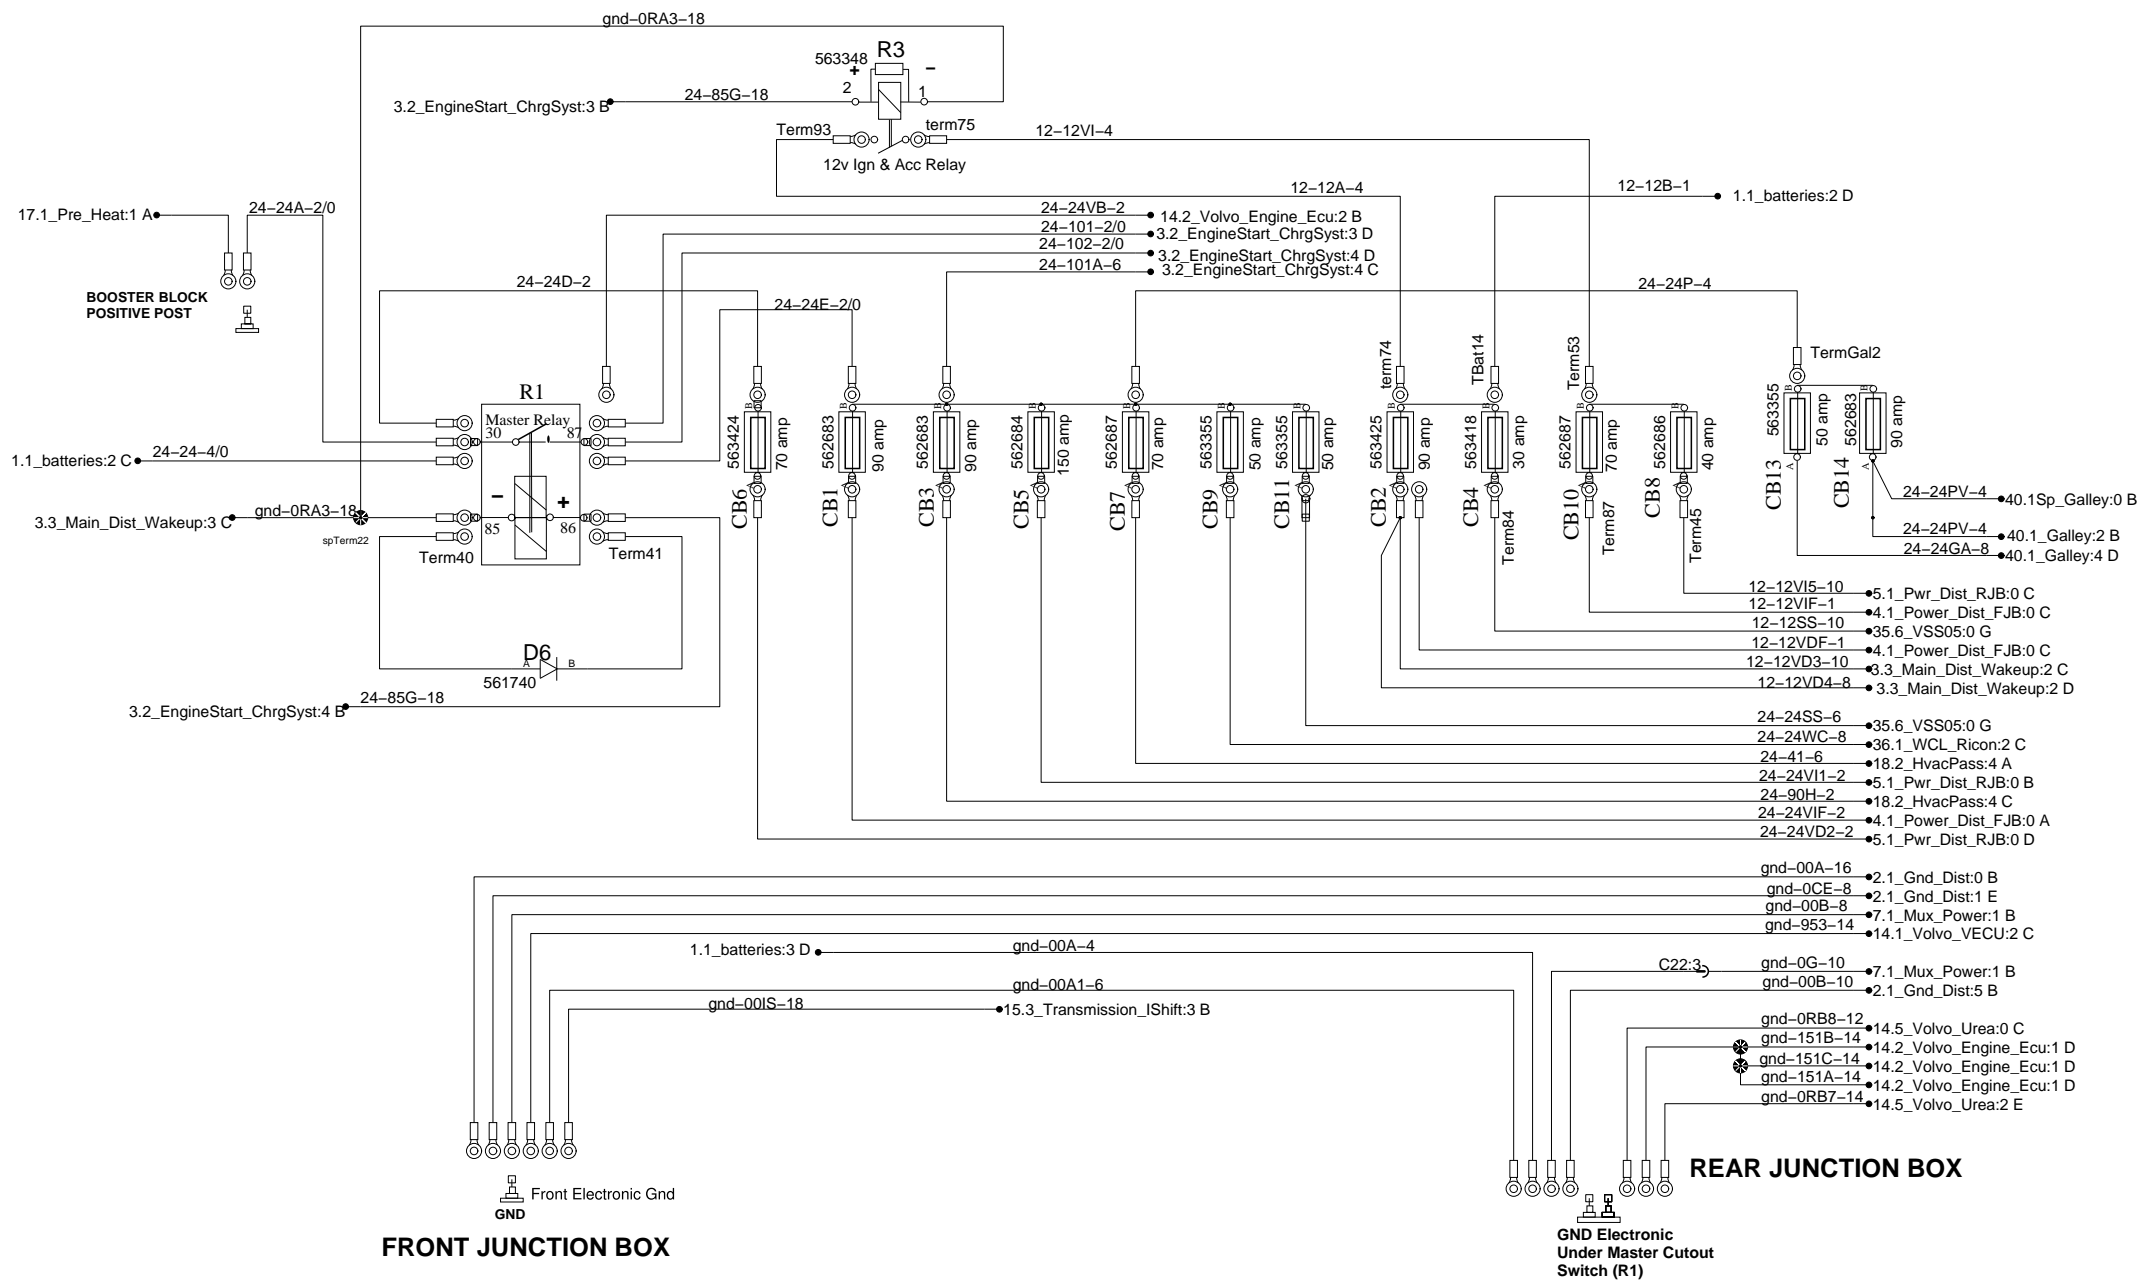 gnd–0RA3–18
R3
563348
+
–
2
1
3.2_EngineStart_ChrgSyst:3 B
24–85G–18
Term93
term75
12–12VI–4
12v Ign & Acc Relay
12–12A–4
12–12B–1
1.1_batteries:2 D
17.1_Pre_Heat:1 A
24–24A–2/0
24–24VB–2
14.2_Volvo_Engine_Ecu:2 B
24–101–2/0
3.2_EngineStart_ChrgSyst:3 D
24–102–2/0
3.2_EngineStart_ChrgSyst:4 D
24–101A–6
3.2_EngineStart_ChrgSyst:4 C
BOOSTER BLOCK
POSITIVE POST
24–24D–2
24–24E–2/0
24–24P–4
term74
TBat14
Term53
TermGal2
R1
Master Relay
30
87
1.1_batteries:2 C
24–24–4/0
–
+
85
86
3.3_Main_Dist_Wakeup:3 C
gnd–0RA3–18
spTerm22
Term40
Term41
B
563424
70 amp
A
CB6
B
562683
90 amp
A
CB1
B
562683
90 amp
A
CB3
B
562684
150 amp
A
CB5
B
562687
70 amp
A
CB7
B
563355
50 amp
A
CB9
B
563355
50 amp
A
CB11
B
563425
90 amp
A
CB2
B
563418
30 amp
A
CB4
Term84
B
562687
70 amp
A
CB10
Term87
B
562686
40 amp
A
CB8
Term45
B
563355
50 amp
A
CB13
B
562683
90 amp
A
CB14
24–24PV–4
40.1Sp_Galley:0 B
24–24PV–4
40.1_Galley:2 B
24–24GA–8
40.1_Galley:4 D
D6
A
B
561740
3.2_EngineStart_ChrgSyst:4 B
24–85G–18
12–12VI5–10
5.1_Pwr_Dist_RJB:0 C
12–12VIF–1
4.1_Power_Dist_FJB:0 C
12–12SS–10
35.6_VSS05:0 G
12–12VDF–1
4.1_Power_Dist_FJB:0 C
12–12VD3–10
3.3_Main_Dist_Wakeup:2 C
12–12VD4–8
3.3_Main_Dist_Wakeup:2 D
24–24SS–6
35.6_VSS05:0 G
24–24WC–8
36.1_WCL_Ricon:2 C
24–41–6
18.2_HvacPass:4 A
24–24VI1–2
5.1_Pwr_Dist_RJB:0 B
24–90H–2
18.2_HvacPass:4 C
24–24VIF–2
4.1_Power_Dist_FJB:0 A
24–24VD2–2
5.1_Pwr_Dist_RJB:0 D
gnd–00A–16
2.1_Gnd_Dist:0 B
gnd–0CE–8
2.1_Gnd_Dist:1 E
gnd–00B–8
7.1_Mux_Power:1 B
gnd–953–14
14.1_Volvo_VECU:2 C
1.1_batteries:3 D
gnd–00A–4
C22:3
gnd–0G–10
7.1_Mux_Power:1 B
gnd–00A1–6
gnd–00B–10
2.1_Gnd_Dist:5 B
gnd–00IS–18
15.3_Transmission_IShift:3 B
gnd–0RB8–12
14.5_Volvo_Urea:0 C
gnd–151B–14
14.2_Volvo_Engine_Ecu:1 D
gnd–151C–14
14.2_Volvo_Engine_Ecu:1 D
gnd–151A–14
14.2_Volvo_Engine_Ecu:1 D
gnd–0RB7–14
14.5_Volvo_Urea:2 E
REAR JUNCTION BOX
Front Electronic Gnd
GND
FRONT JUNCTION BOX
GND Electronic
Under Master Cutout
Switch (R1)